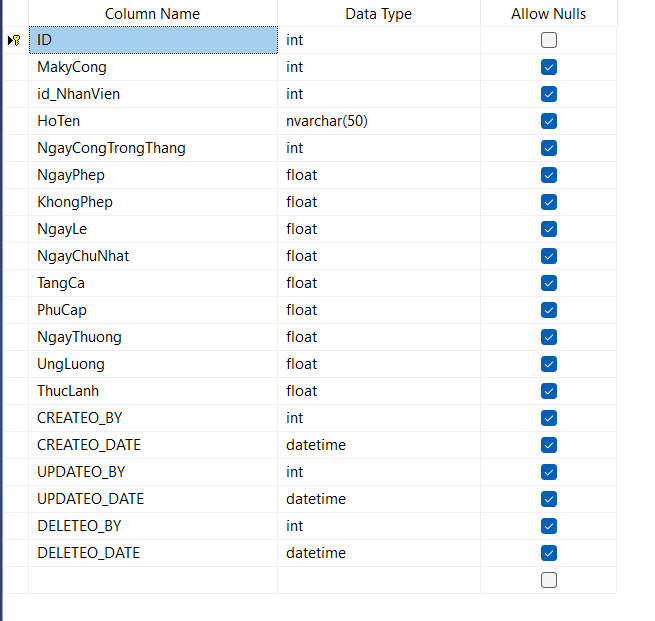 Column Name Data Type Allow Nulls
ID int
MakyCong int
id_NhanVien int
HoTen nvarchar(50)
NgayCongTrongThang int
NgayPhep float
KhongPhep float
NgayLe float
NgayChuNhat float
TangCa float
PhuCap float
NgayThuong float
UngLuong float
ThucLanh float
CREATEO_BY int
CREATEO_DATE datetime
UPDATEO_BY int
UPDATEO_DATE datetime
DELETEO_BY int
DELETEO_DATE datetime